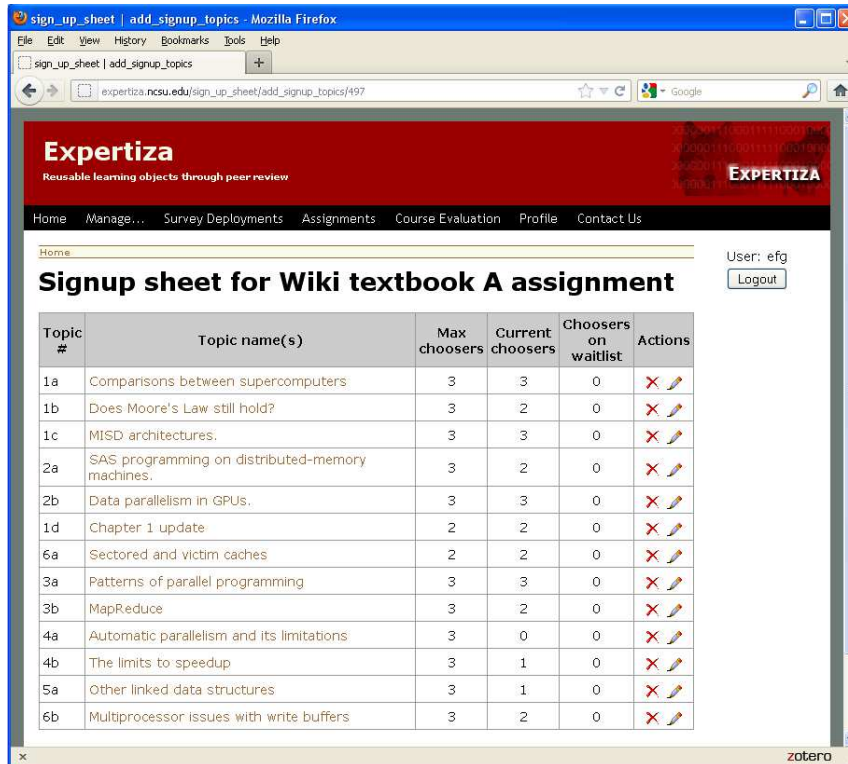 sign_up_sheet | add_signup_topics - Mozilla Firefox
File Edit View History Bookmarks Tools Help
sign_up_sheet | add_signup_topics +
expertiza.ncsu.edu/sign_up_sheet/add_signup_topics/497 Google
Expertiza
Reusable learning objects through peer review
EXPERTIZA
Home Manage... Survey Deployments Assignments Course Evaluation Profile Contact Us
Home
User: efg
Logout
Signup sheet for Wiki textbook A assignment
Topic # Topic name(s) Max choosers Current choosers Choosers on waitlist Actions
1a Comparisons between supercomputers 3 3 0
1b Does Moore's Law still hold? 3 2 0
1c MISD architectures. 3 3 0
2a SAS programming on distributed-memory machines. 3 2 0
2b Data parallelism in GPUs. 3 3 0
1d Chapter 1 update 2 2 0
6a Sectored and victim caches 2 2 0
3a Patterns of parallel programming 3 3 0
3b MapReduce 3 2 0
4a Automatic parallelism and its limitations 3 0 0
4b The limits to speedup 3 1 0
5a Other linked data structures 3 1 0
6b Multiprocessor issues with write buffers 3 2 0
x zotero